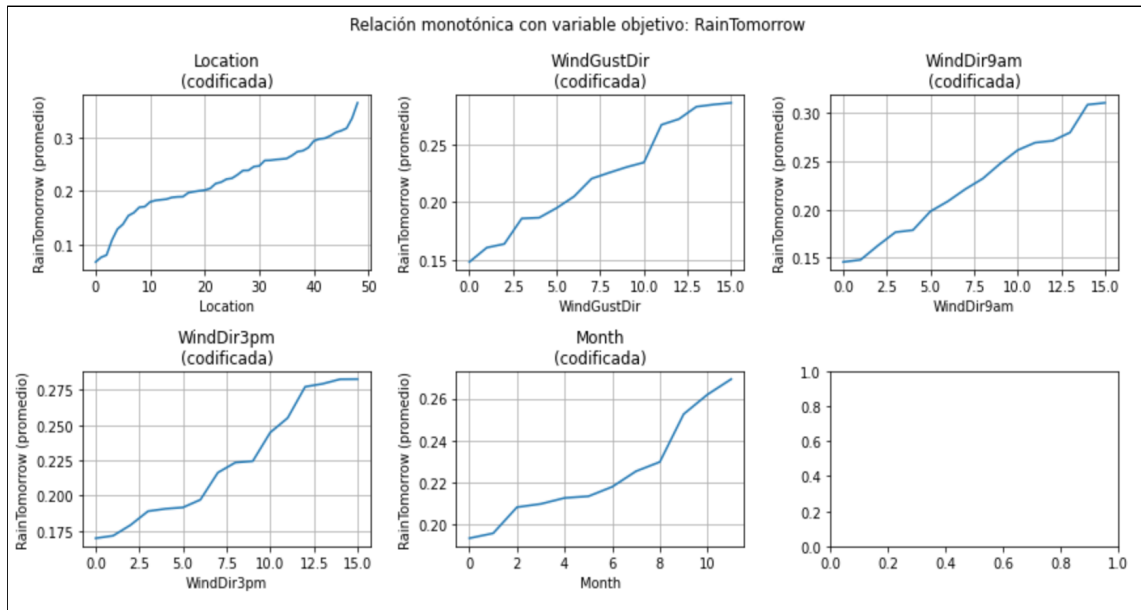 Relación monotónica con variable objetivo: RainTomorrow
Location
(codificada)
RainTomorrow (promedio)
0.3
0.2
0.1
0 10 20 30 40 50
Location
WindGustDir
(codificada)
RainTomorrow (promedio)
0.25
0.20
0.15
0.0 2.5 5.0 7.5 10.0 12.5 15.0
WindGustDir
WindDir9am
(codificada)
RainTomorrow (promedio)
0.30
0.25
0.20
0.15
0.0 2.5 5.0 7.5 10.0 12.5 15.0
WindDir9am
WindDir3pm
(codificada)
RainTomorrow (promedio)
0.275
0.250
0.225
0.200
0.175
0.0 2.5 5.0 7.5 10.0 12.5 15.0
WindDir3pm
Month
(codificada)
RainTomorrow (promedio)
0.26
0.24
0.22
0.20
0 2 4 6 8 10
Month
1.0
0.8
0.6
0.4
0.2
0.0
0.0 0.2 0.4 0.6 0.8 1.0